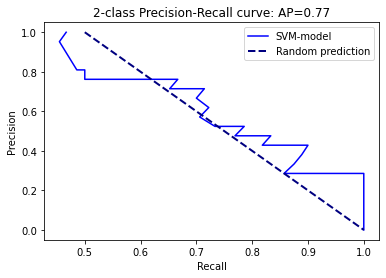 2-class Precision-Recall curve: AP=0.77
SVM-model
Random prediction
Precision
1.0
0.8
0.6
0.4
0.2
0.0
0.5 0.6 0.7 0.8 0.9 1.0
Recall